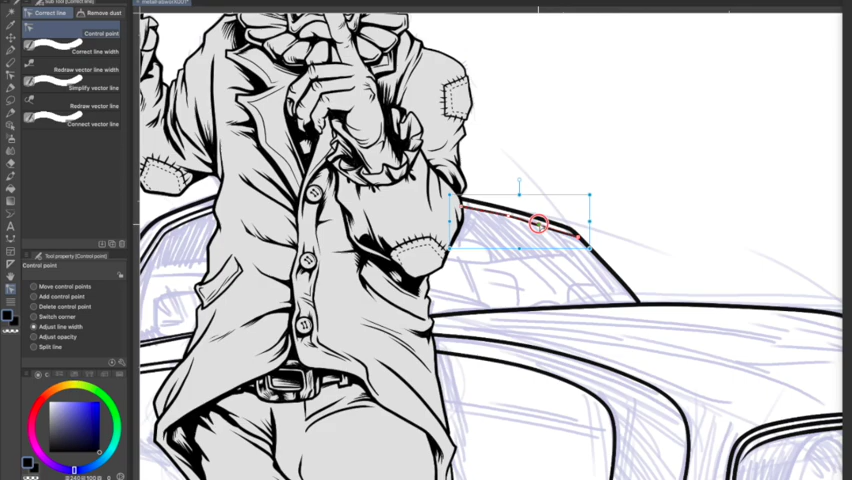 Correct line
Remove dust
Control point
Correct line width
Redraw vector line width
Simplify vector line
Redraw vector line
Connect vector line
Tool property [Control point]
Control point
Move control points
Add control point
Delete control point
Switch corner
Adjust line width
Adjust opacity
Split line
C